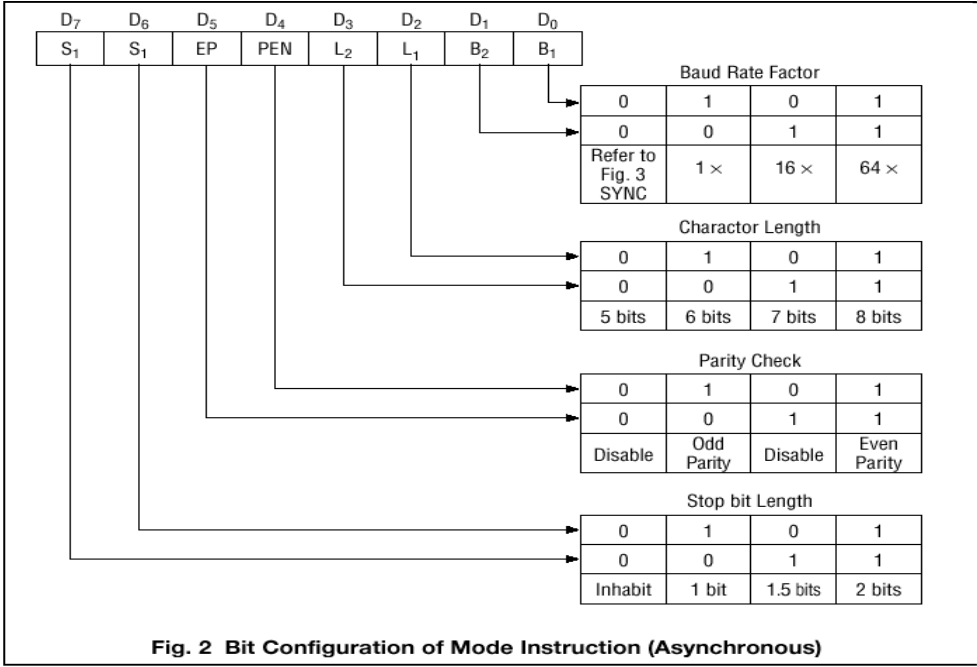 D₇ D₆ D₅ D₄ D₃ D₂ D₁ D₀
S₁ S₁ EP PEN L₂ L₁ B₂ B₁
Baud Rate Factor
0 1 0 1
0 0 1 1
Refer to Fig. 3 SYNC 1 × 16 × 64 ×
Charactor Length
0 1 0 1
0 0 1 1
5 bits 6 bits 7 bits 8 bits
Parity Check
0 1 0 1
0 0 1 1
Disable Odd Parity Disable Even Parity
Stop bit Length
0 1 0 1
0 0 1 1
Inhabit 1 bit 1.5 bits 2 bits
Fig. 2 Bit Configuration of Mode Instruction (Asynchronous)